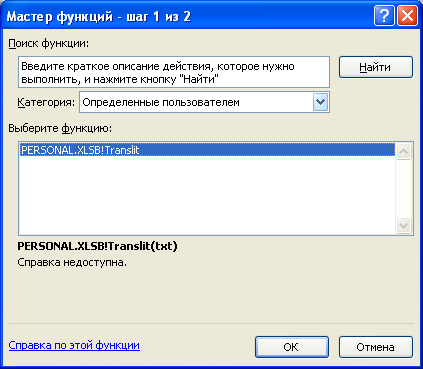 Мастер функций - шаг 1 из 2
Поиск функции:
Введите краткое описание действия, которое нужно
выполнить, и нажмите кнопку "Найти"
Найти
Категория: Определенные пользователем
Выберите функцию:
PERSONAL.XLSB!Translit
PERSONAL.XLSB!Translit(txt)
Справка недоступна.
Справка по этой функции
ОК
Отмена